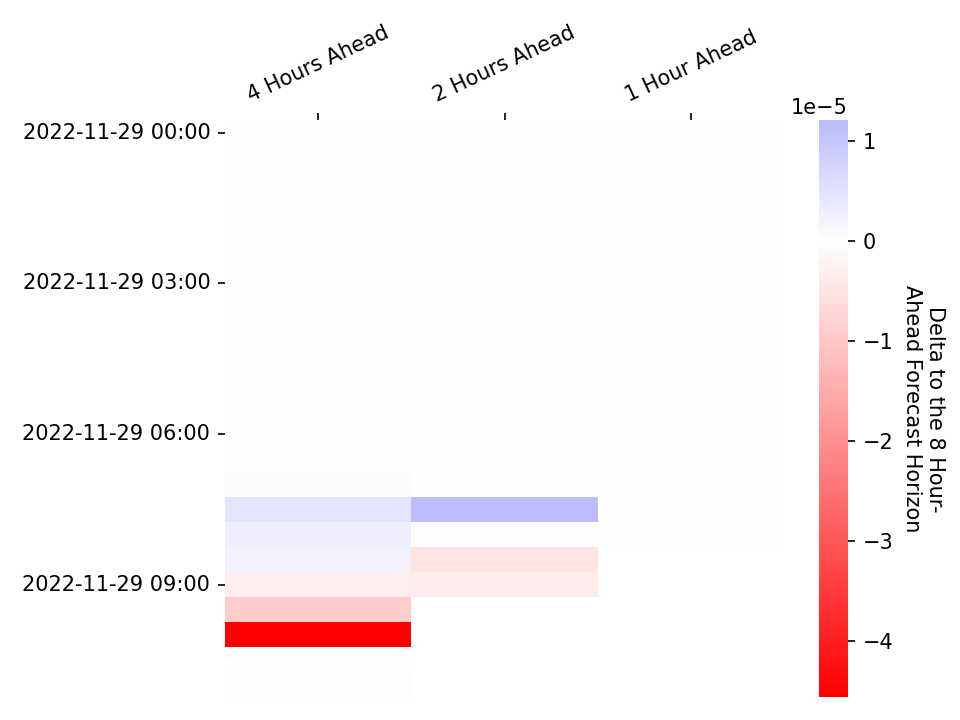 4 Hours Ahead
2 Hours Ahead
1 Hour Ahead
2022-11-29 00:00
2022-11-29 03:00
2022-11-29 06:00
2022-11-29 09:00
1e−5
1
0
−1
−2
−3
−4
Delta to the 8 Hour-
Ahead Forecast Horizon